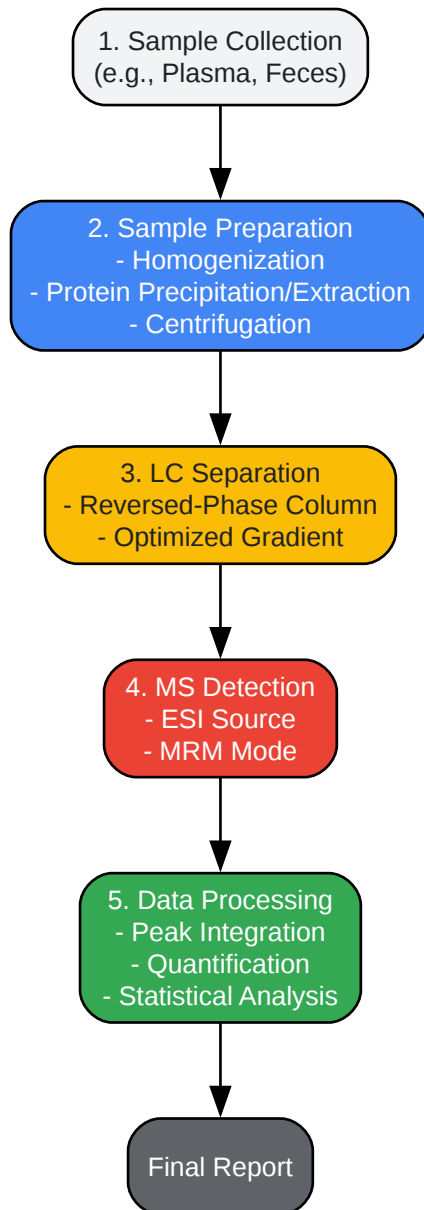 1. Sample Collection
(e.g., Plasma, Feces)
2. Sample Preparation
- Homogenization
- Protein Precipitation/Extraction
- Centrifugation
3. LC Separation
- Reversed-Phase Column
- Optimized Gradient
4. MS Detection
- ESI Source
- MRM Mode
5. Data Processing
- Peak Integration
- Quantification
- Statistical Analysis
Final Report